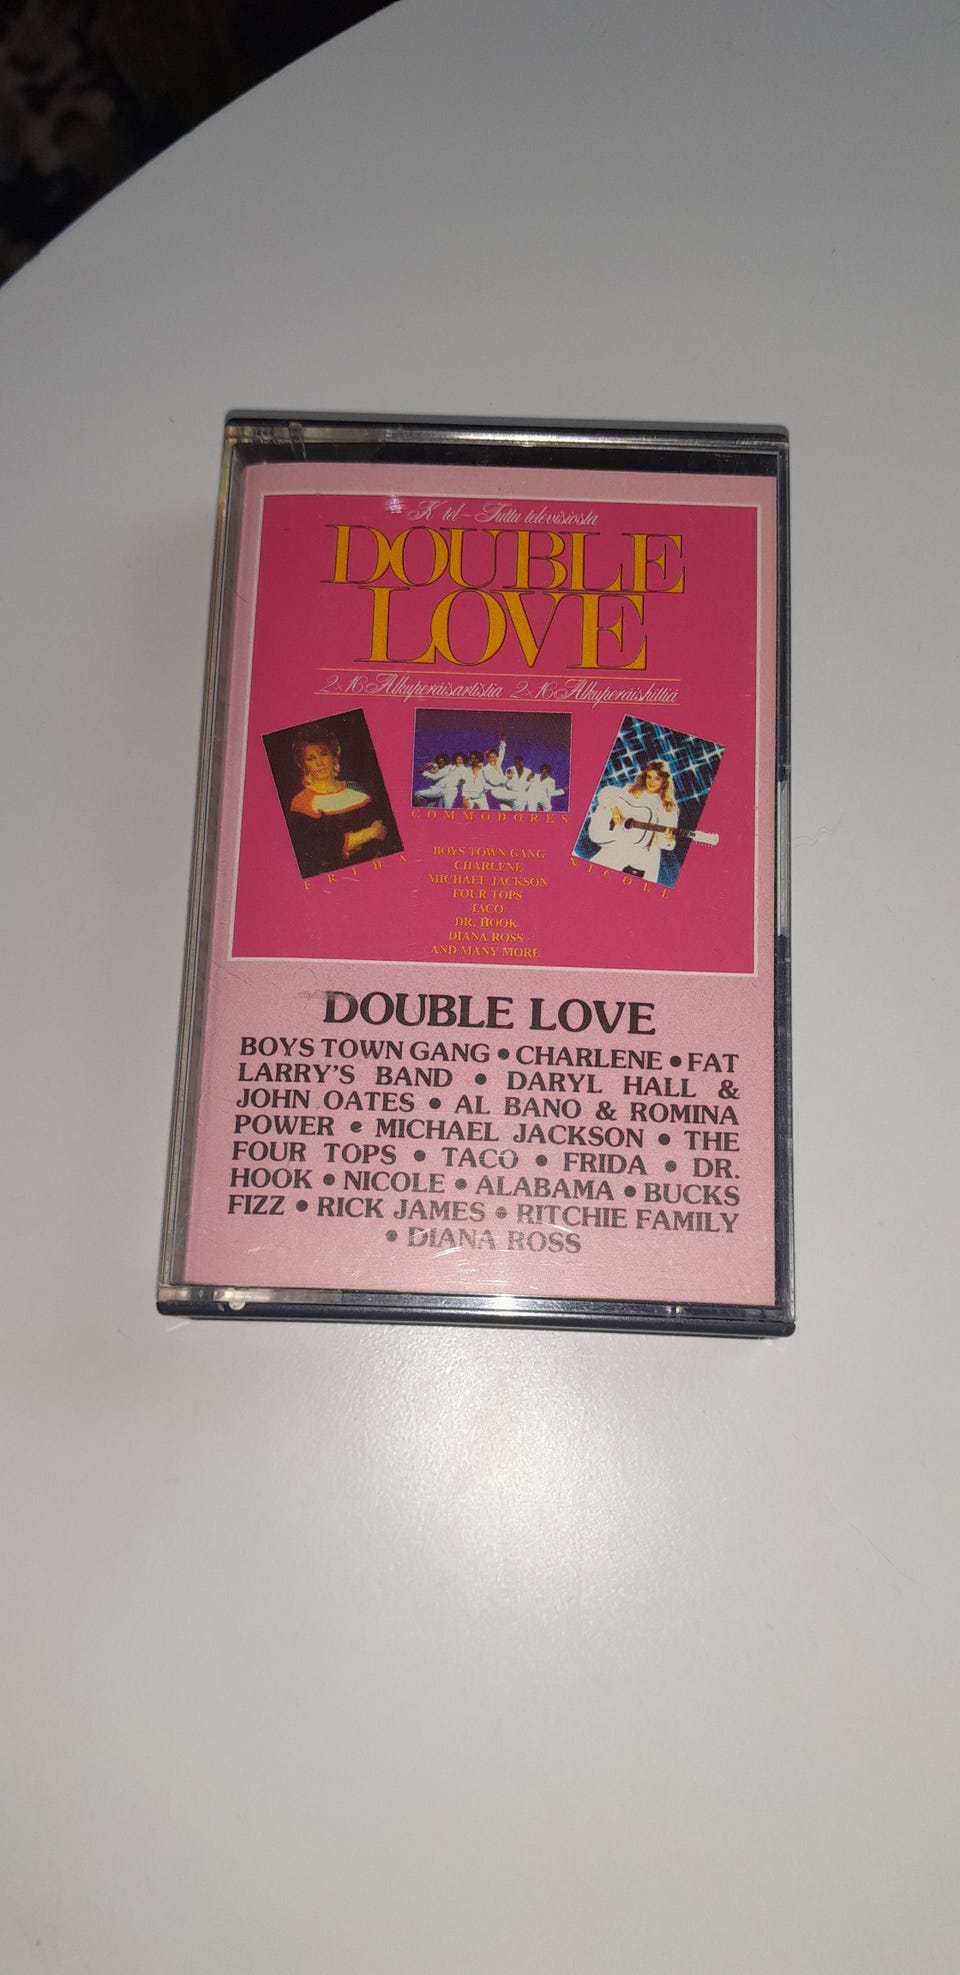 K-tel - Tuttu televisiosta
DOUBLE
LOVE
2x16 Alkuperäisartistia 2x16 Alkuperäishittiä
COMMODORES
FRIDA
NICOLE
BOYS TOWN GANG
CHARLENE
MICHAEL JACKSON
FOUR TOPS
TACO
DR. HOOK
DIANA ROSS
AND MANY MORE
DOUBLE LOVE
BOYS TOWN GANG • CHARLENE • FAT
LARRY'S BAND • DARYL HALL &
JOHN OATES • AL BANO & ROMINA
POWER • MICHAEL JACKSON • THE
FOUR TOPS • TACO • FRIDA • DR.
HOOK • NICOLE • ALABAMA • BUCKS
FIZZ • RICK JAMES • RITCHIE FAMILY
• DIANA ROSS